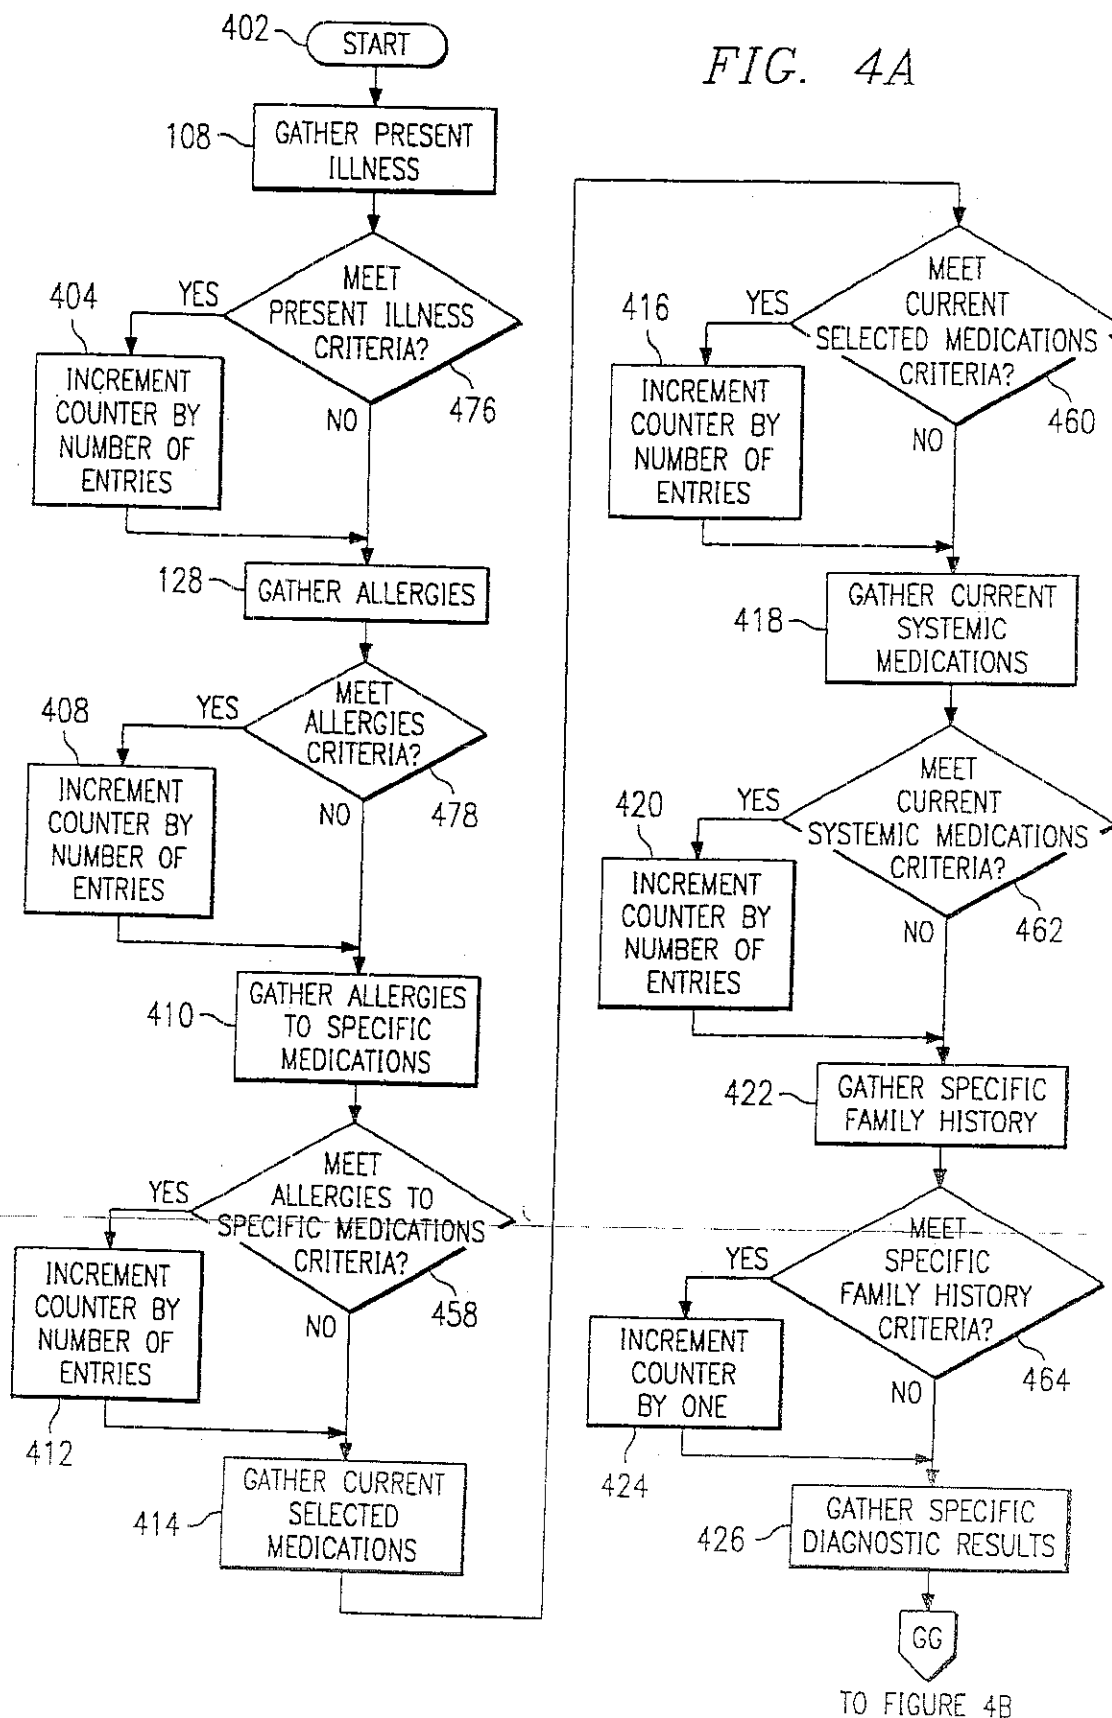 FIG. 4A
402
START
108
GATHER PRESENT
ILLNESS
MEET
PRESENT ILLNESS
CRITERIA?
476
YES
NO
404
INCREMENT
COUNTER BY
NUMBER OF
ENTRIES
128
GATHER ALLERGIES
MEET
ALLERGIES
CRITERIA?
478
YES
NO
408
INCREMENT
COUNTER BY
NUMBER OF
ENTRIES
410
GATHER ALLERGIES
TO SPECIFIC
MEDICATIONS
MEET
ALLERGIES TO
SPECIFIC MEDICATIONS
CRITERIA?
458
YES
NO
INCREMENT
COUNTER BY
NUMBER OF
ENTRIES
412
414
GATHER CURRENT
SELECTED
MEDICATIONS
MEET
CURRENT
SELECTED MEDICATIONS
CRITERIA?
460
YES
NO
416
INCREMENT
COUNTER BY
NUMBER OF
ENTRIES
418
GATHER CURRENT
SYSTEMIC
MEDICATIONS
MEET
CURRENT
SYSTEMIC MEDICATIONS
CRITERIA?
462
YES
NO
420
INCREMENT
COUNTER BY
NUMBER OF
ENTRIES
422
GATHER SPECIFIC
FAMILY HISTORY
MEET
SPECIFIC
FAMILY HISTORY
CRITERIA?
464
YES
NO
INCREMENT
COUNTER
BY ONE
424
426
GATHER SPECIFIC
DIAGNOSTIC RESULTS
GG
TO FIGURE 4B